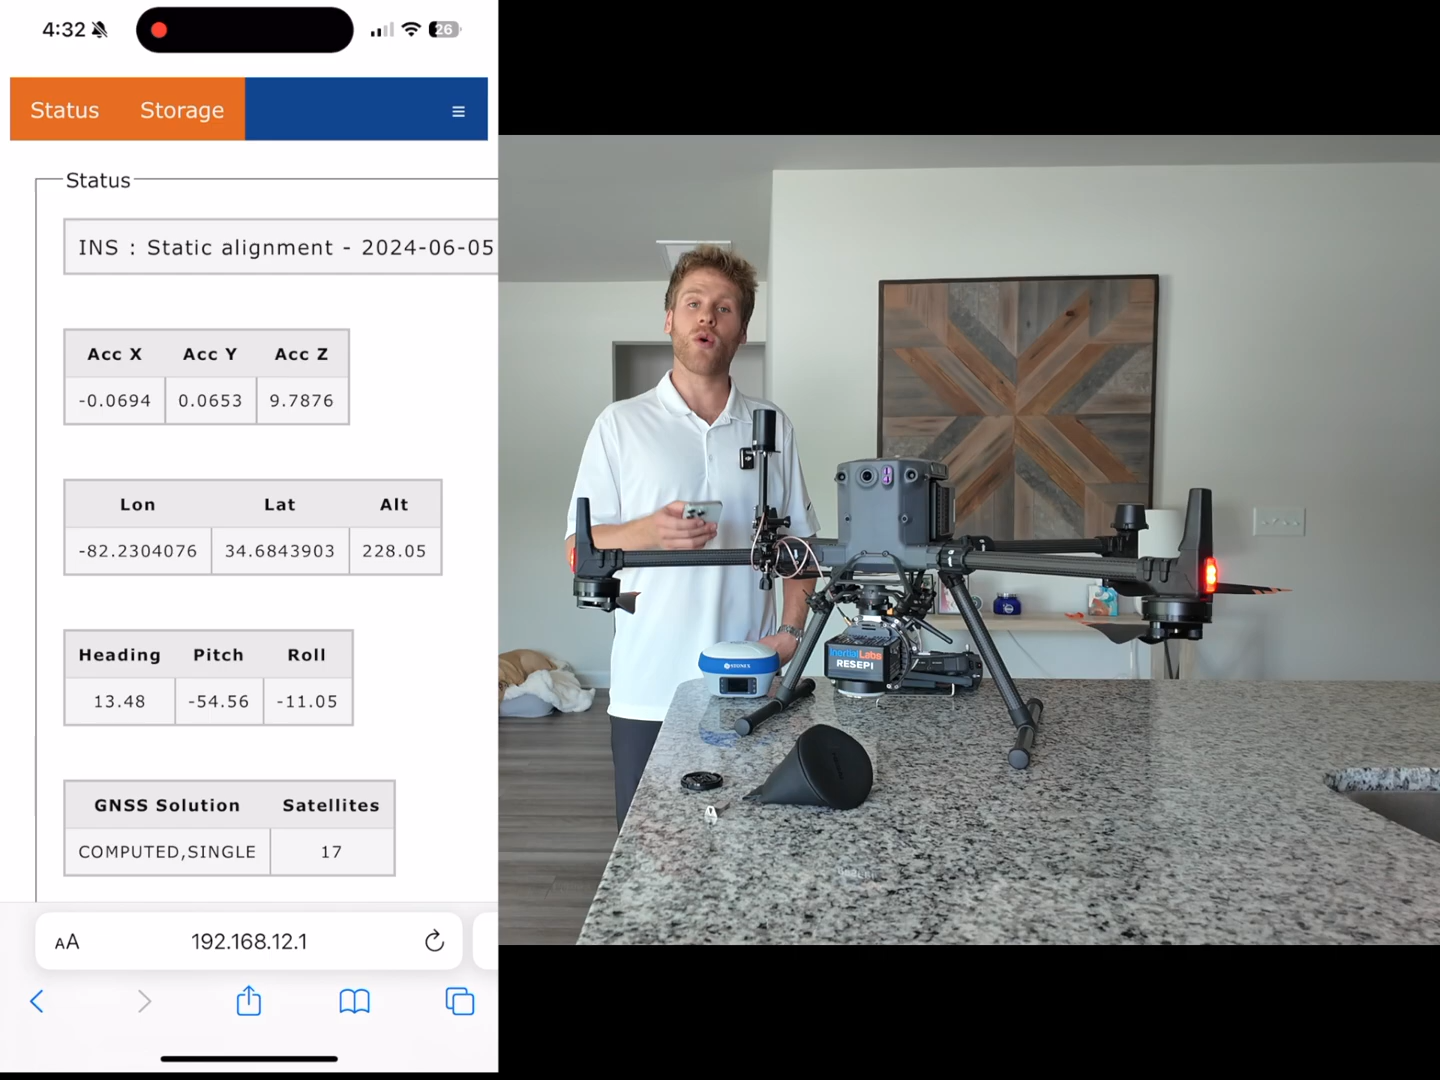 4:32
26
Status Storage
Status
INS : Static alignment - 2024-06-05
Acc X Acc Y Acc Z
-0.0694 0.0653 9.7876
Lon Lat Alt
-82.2304076 34.6843903 228.05
Heading Pitch Roll
13.48 -54.56 -11.05
GNSS Solution Satellites
COMPUTED,SINGLE 17
AA 192.168.12.1
InertialLabs
RESEPI
STONEX